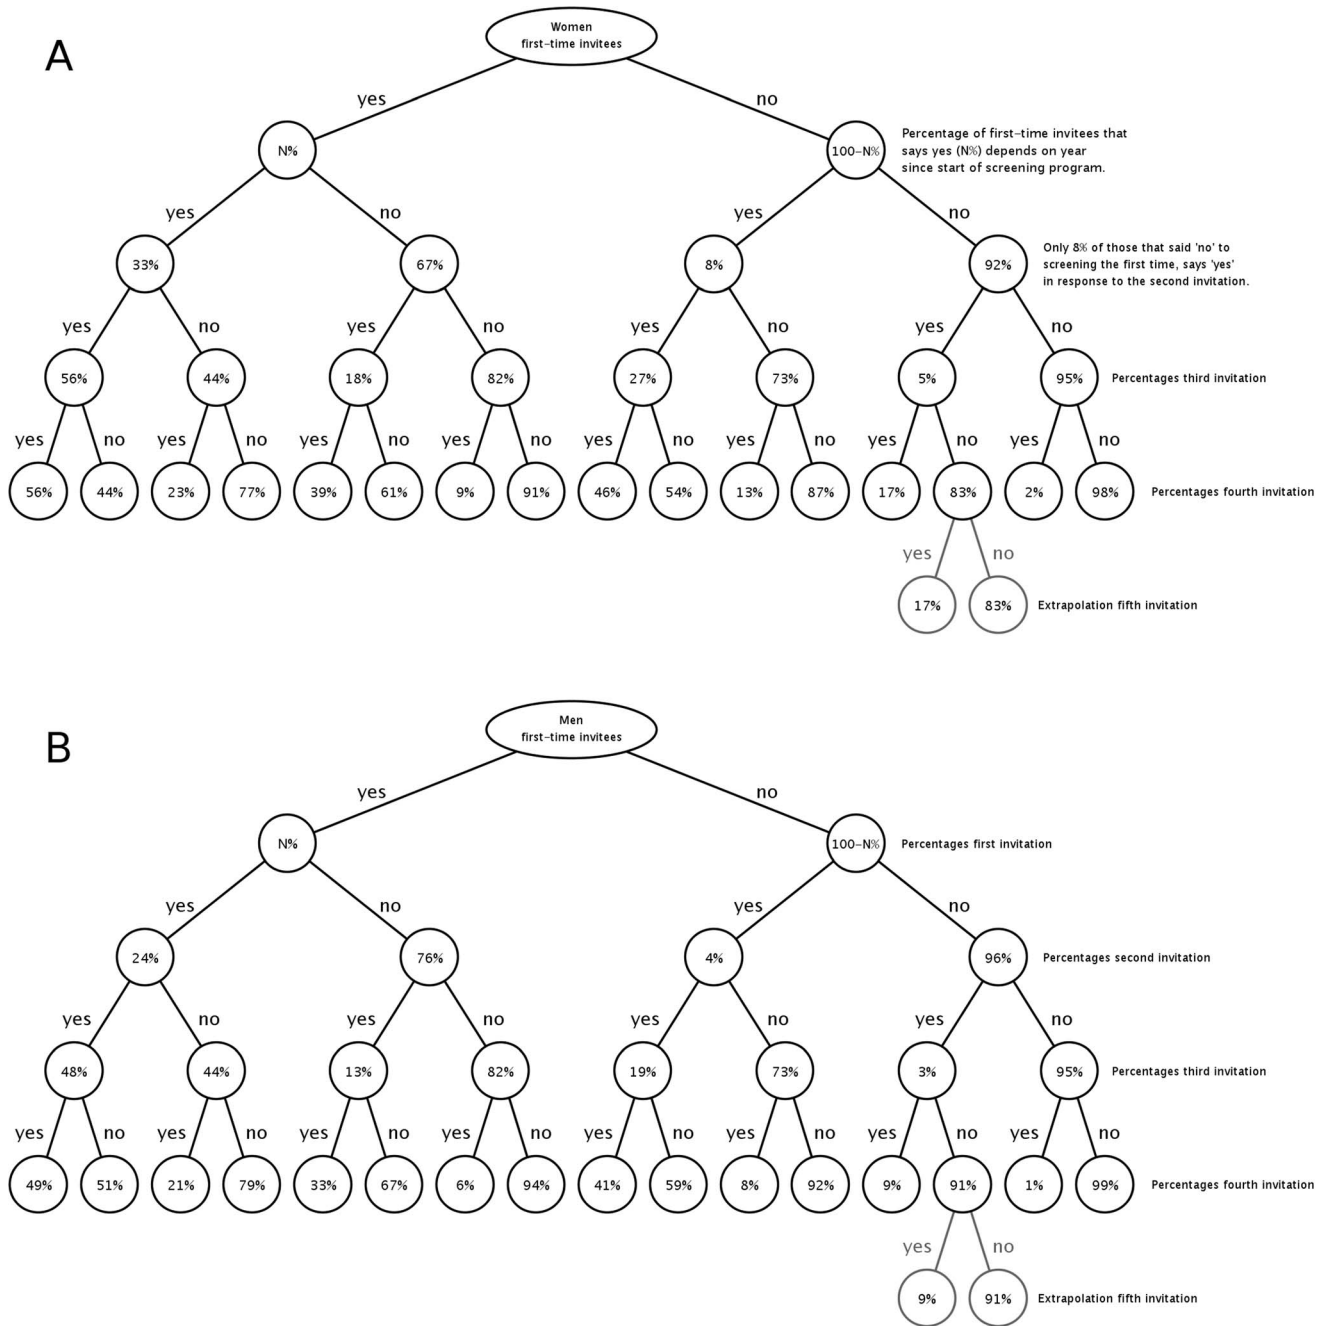 A
Women
first-time invitees
yes
no
N%
100-N%
Percentage of first-time invitees that
says yes (N%) depends on year
since start of screening program.
yes
no
yes
no
33%
67%
8%
92%
Only 8% of those that said 'no' to
screening the first time, says 'yes'
in response to the second invitation.
yes
no
yes
no
yes
no
yes
no
56%
44%
18%
82%
27%
73%
5%
95%
Percentages third invitation
yes
no
yes
no
yes
no
yes
no
yes
no
yes
no
yes
no
yes
no
56%
44%
23%
77%
39%
61%
9%
91%
46%
54%
13%
87%
17%
83%
2%
98%
Percentages fourth invitation
yes
no
17%
83%
Extrapolation fifth invitation
B
Men
first-time invitees
yes
no
N%
100-N%
Percentages first invitation
yes
no
yes
no
24%
76%
4%
96%
Percentages second invitation
yes
no
yes
no
yes
no
yes
no
48%
44%
13%
82%
19%
73%
3%
95%
Percentages third invitation
yes
no
yes
no
yes
no
yes
no
yes
no
yes
no
yes
no
yes
no
49%
51%
21%
79%
33%
67%
6%
94%
41%
59%
8%
92%
9%
91%
1%
99%
Percentages fourth invitation
yes
no
9%
91%
Extrapolation fifth invitation